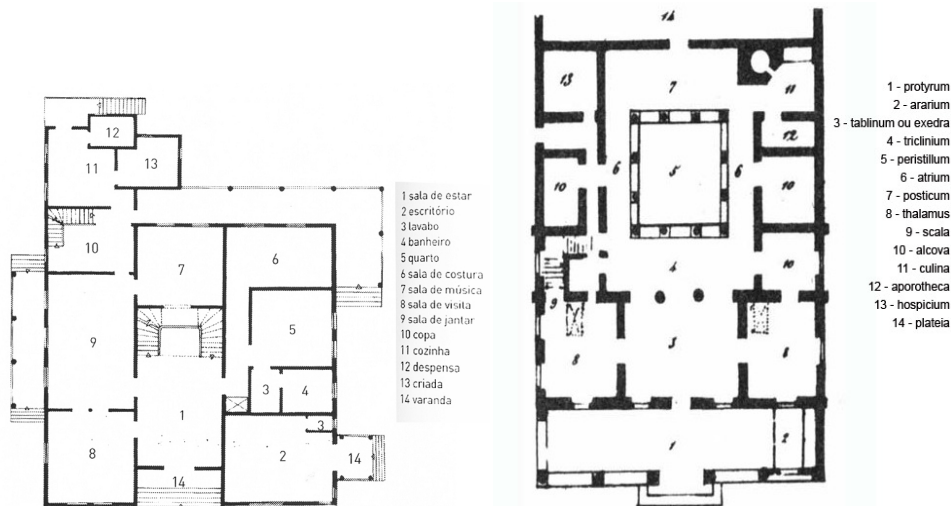 12
11
13
10
7
6
9
5
3
4
1
3
8
2
14
14
1 sala de estar
2 escritório
3 lavabo
4 banheiro
5 quarto
6 sala de costura
7 sala de música
8 sala de visita
9 sala de jantar
10 copa
11 cozinha
12 despensa
13 criada
14 varanda
14
13
7
11
12
6
5
6
10
10
4
10
9
8
3
8
1
2
1 - protyrum
2 - ararium
3 - tablinum ou exedra
4 - triclinium
5 - peristillum
6 - atrium
7 - posticum
8 - thalamus
9 - scala
10 - alcova
11 - culina
12 - aporotheca
13 - hospicium
14 - plateia